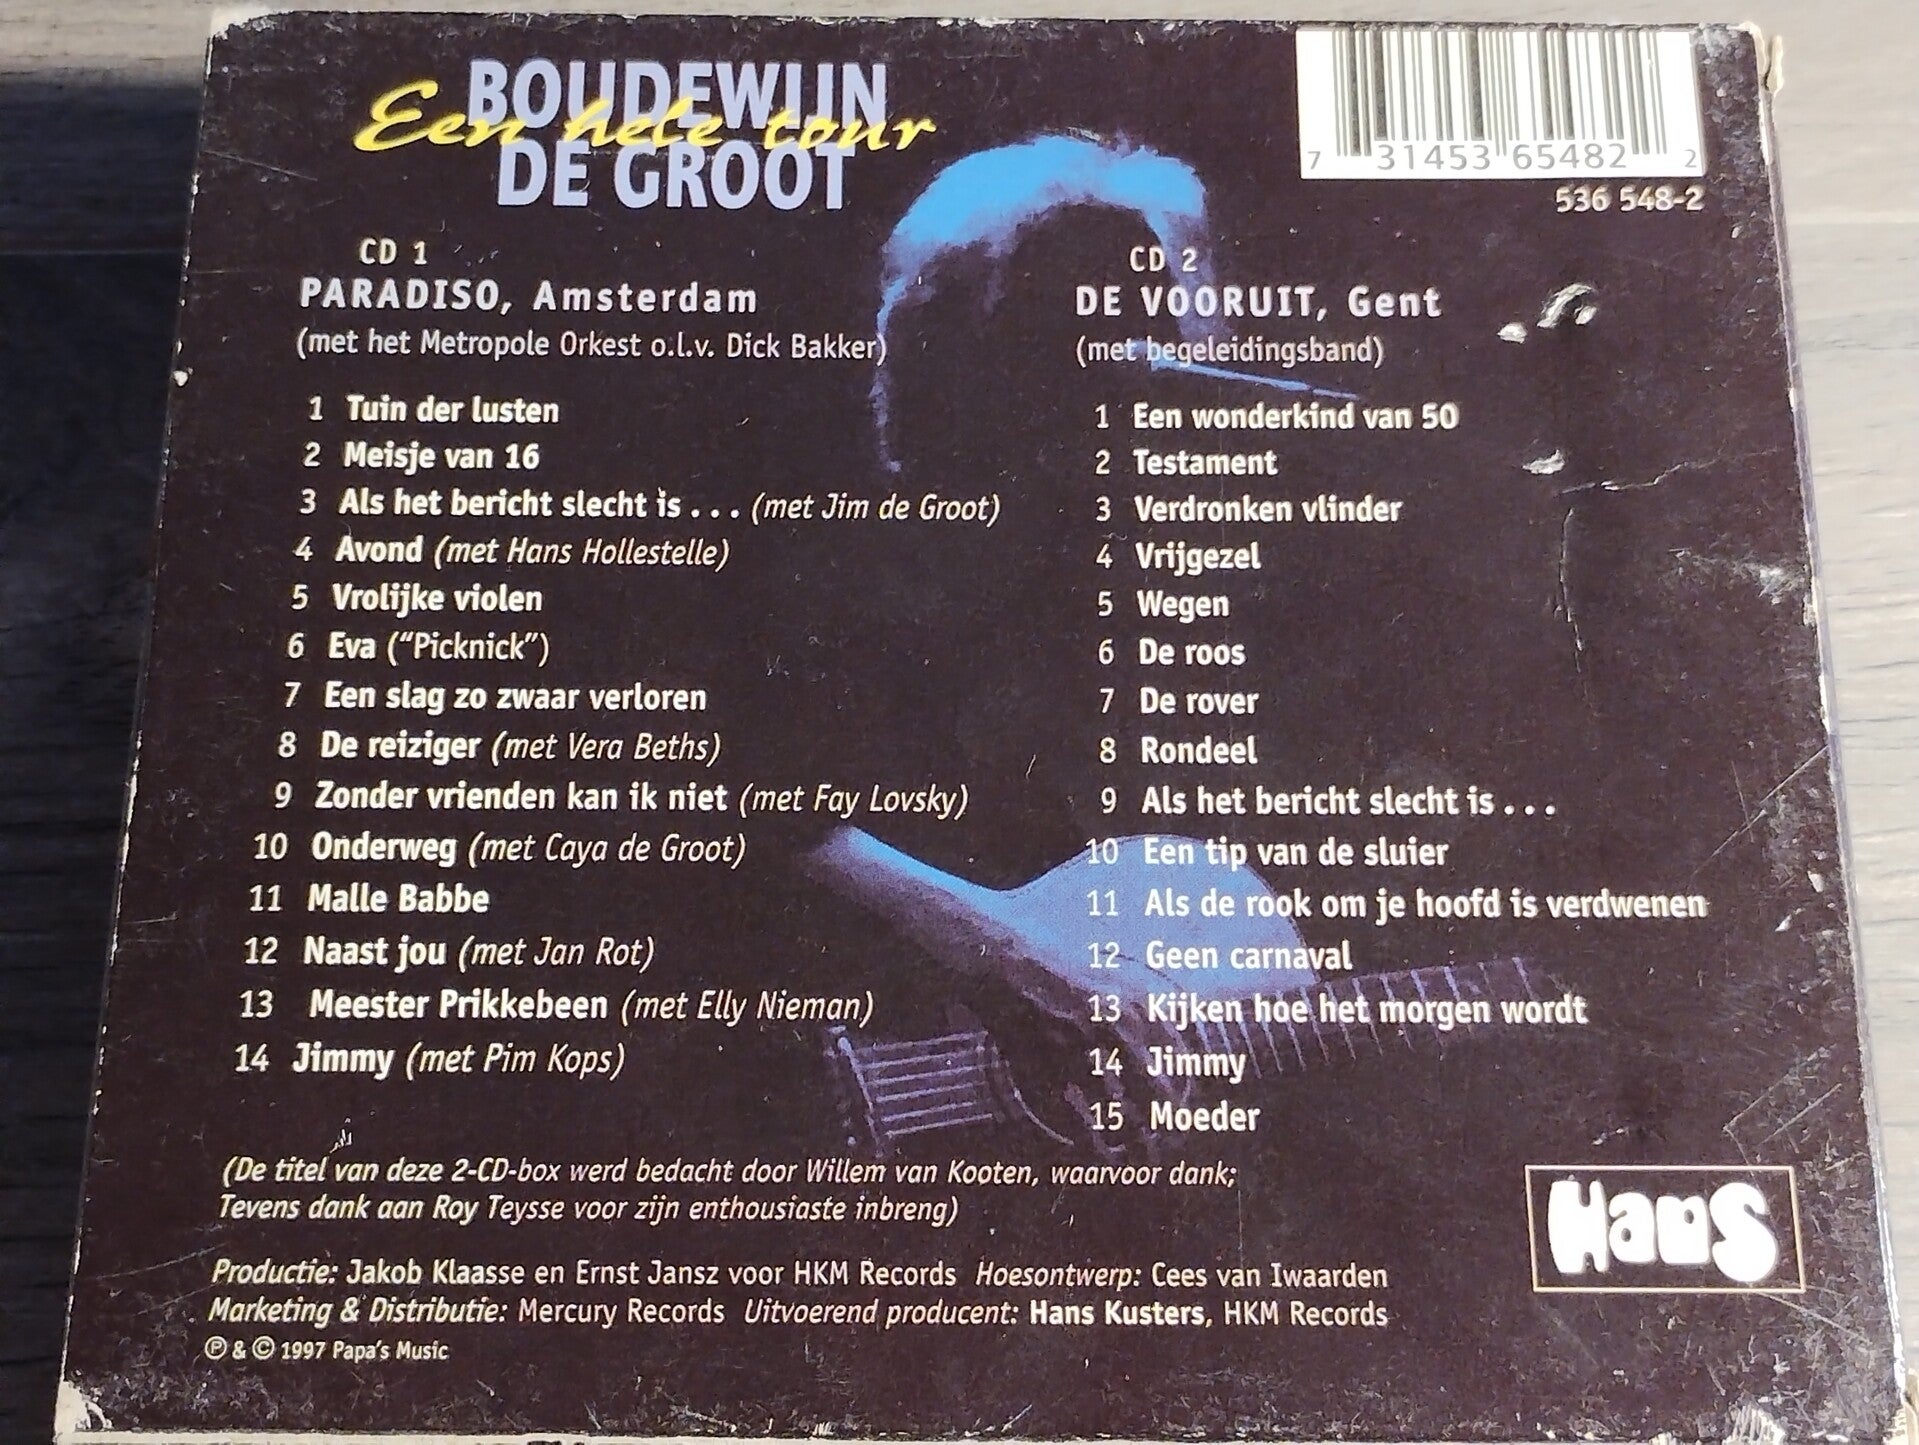 BOUDEWIJN
Een hele tour
DE GROOT
7 31453 65482 2
536 548-2
CD 1
PARADISO, Amsterdam
(met het Metropole Orkest o.l.v. Dick Bakker)
1 Tuin der lusten
2 Meisje van 16
3 Als het bericht slecht is . . . (met Jim de Groot)
4 Avond (met Hans Hollestelle)
5 Vrolijke violen
6 Eva ("Picknick")
7 Een slag zo zwaar verloren
8 De reiziger (met Vera Beths)
9 Zonder vrienden kan ik niet (met Fay Lovsky)
10 Onderweg (met Caya de Groot)
11 Malle Babbe
12 Naast jou (met Jan Rot)
13 Meester Prikkebeen (met Elly Nieman)
14 Jimmy (met Pim Kops)
CD 2
DE VOORUIT, Gent
(met begeleidingsband)
1 Een wonderkind van 50
2 Testament
3 Verdronken vlinder
4 Vrijgezel
5 Wegen
6 De roos
7 De rover
8 Rondeel
9 Als het bericht slecht is . . .
10 Een tip van de sluier
11 Als de rook om je hoofd is verdwenen
12 Geen carnaval
13 Kijken hoe het morgen wordt
14 Jimmy
15 Moeder
(De titel van deze 2-CD-box werd bedacht door Willem van Kooten, waarvoor dank;
Tevens dank aan Roy Teysse voor zijn enthousiaste inbreng)
Hans
Productie: Jakob Klaasse en Ernst Jansz voor HKM Records Hoesontwerp: Cees van Iwaarden
Marketing & Distributie: Mercury Records Uitvoerend producent: Hans Kusters, HKM Records
℗ & © 1997 Papa's Music